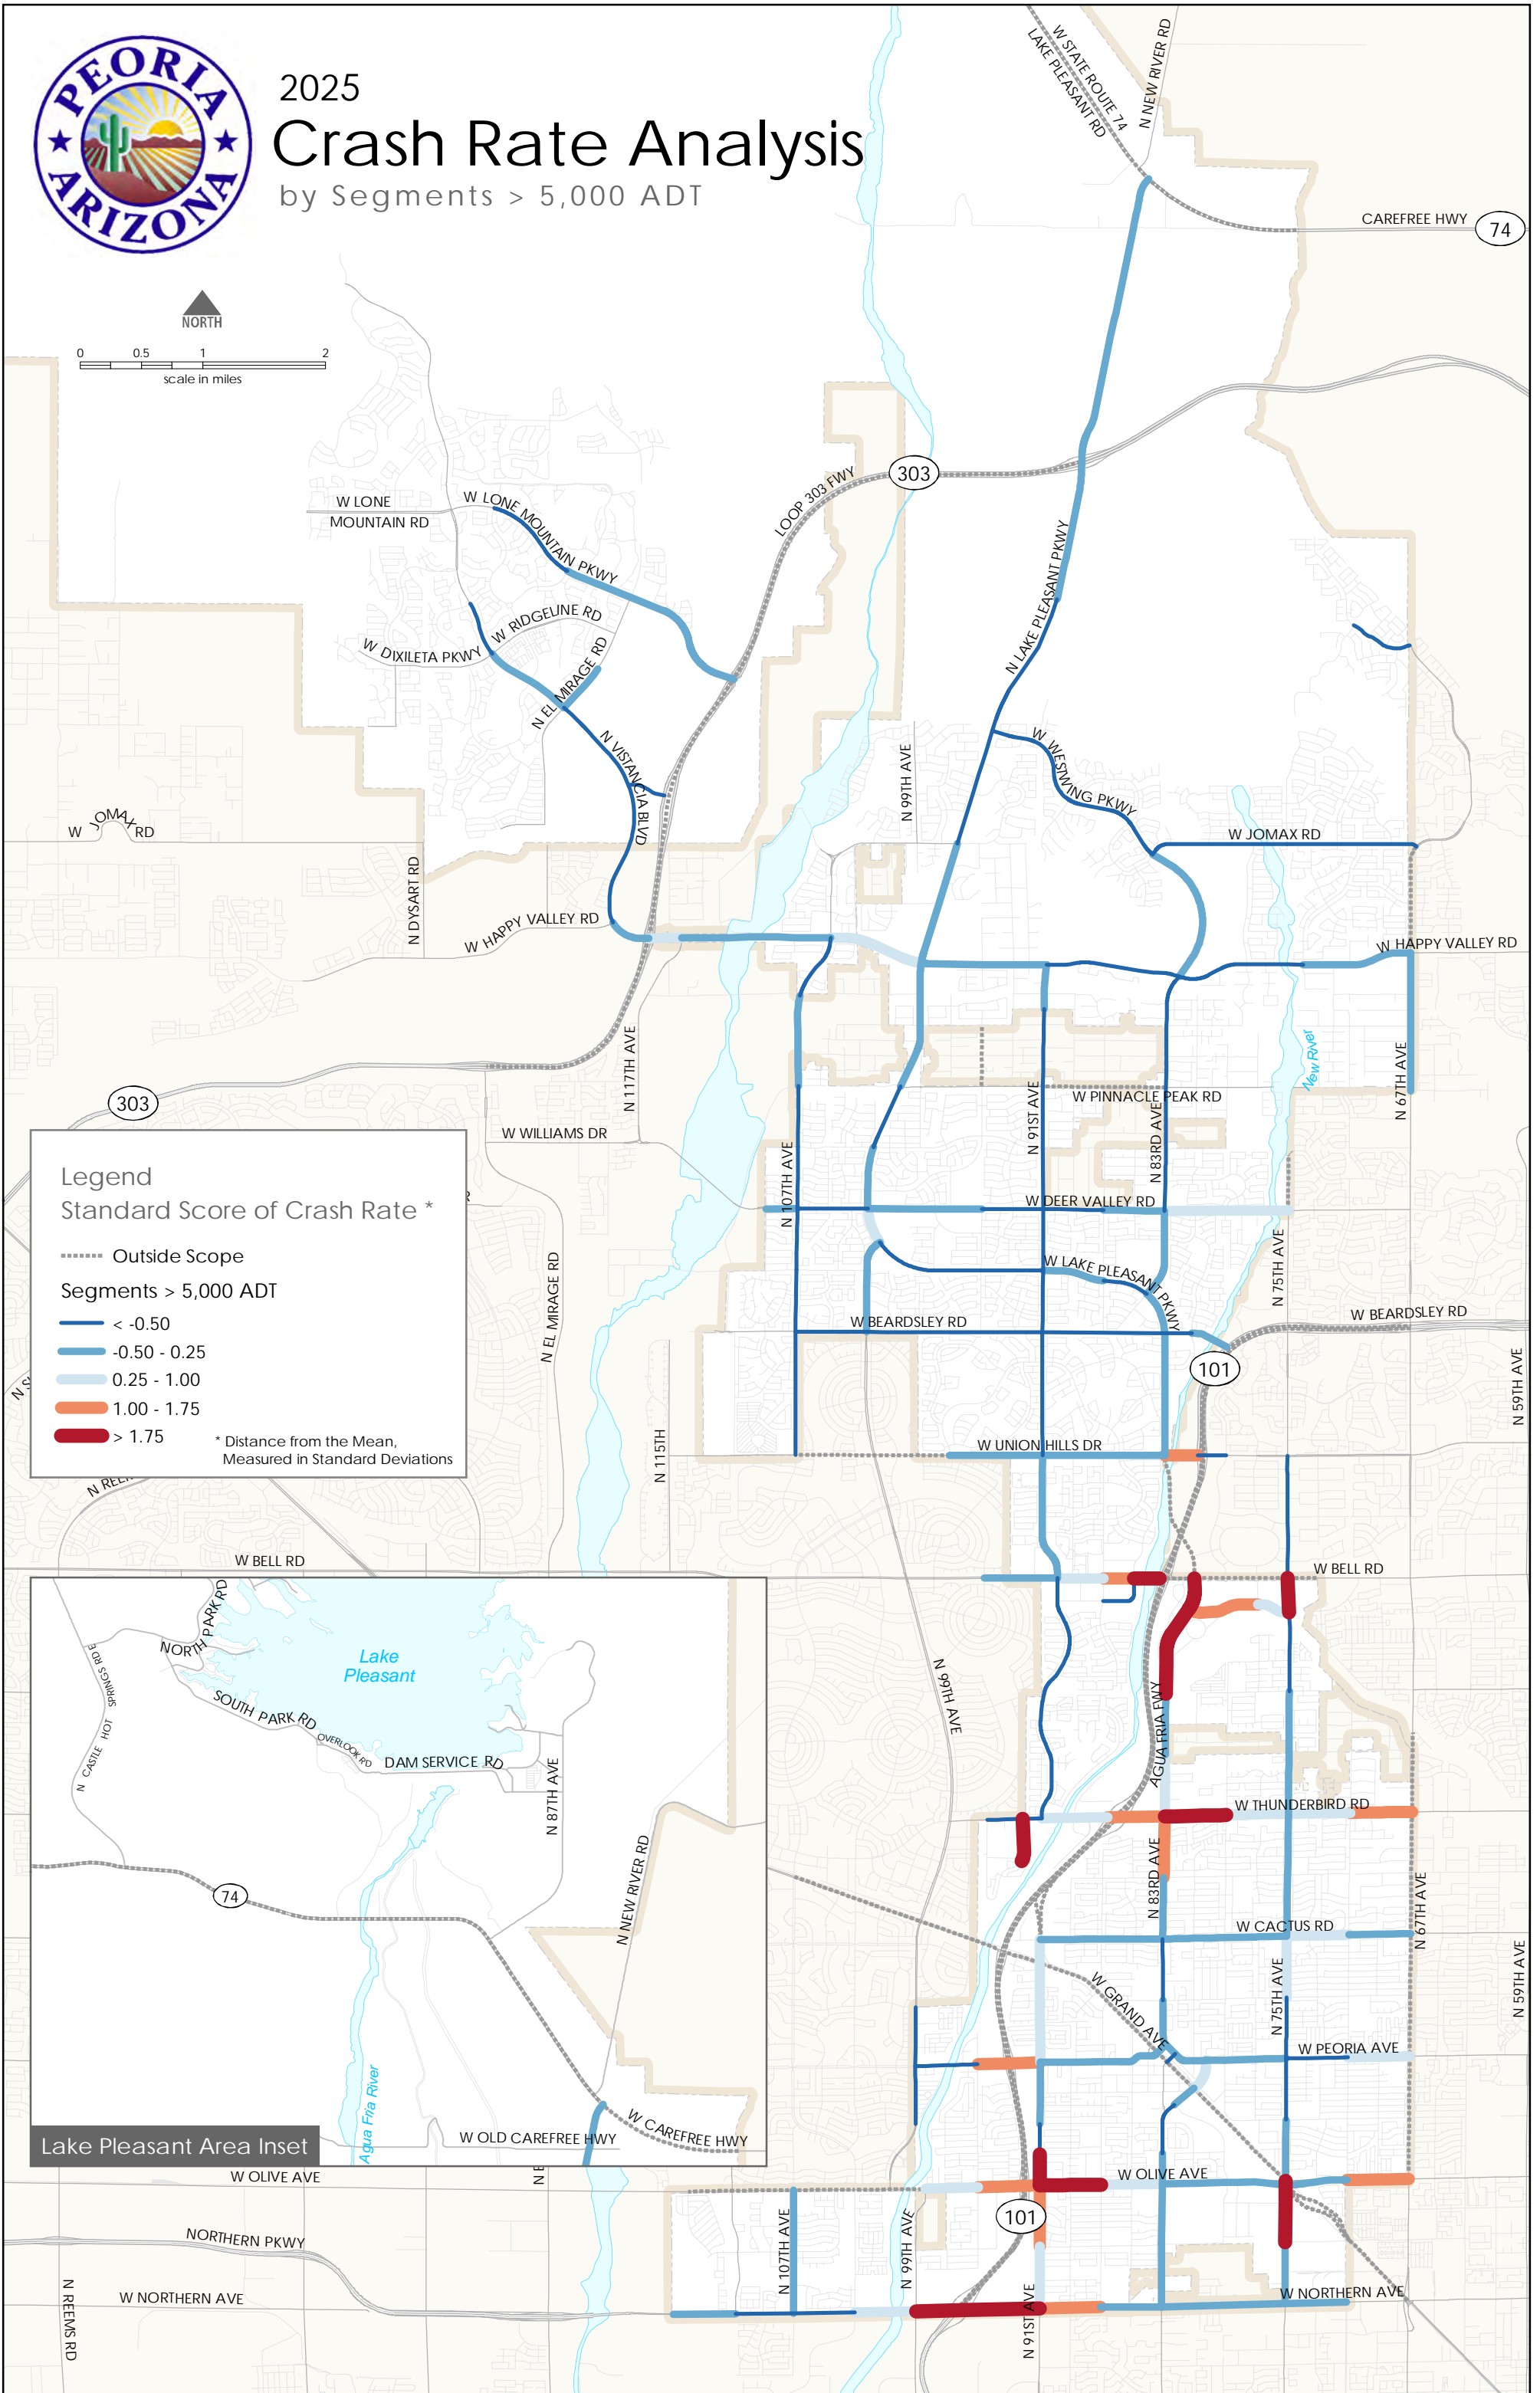 PEORIA
ARIZONA
2025
Crash Rate Analysis
by Segments > 5,000 ADT
NORTH
0 0.5 1 2
scale in miles
W STATE ROUTE 74
LAKE PLEASANT RD
N NEW RIVER RD
CAREFREE HWY
74
303
LOOP 303 FWY
W LONE
MOUNTAIN RD
W LONE MOUNTAIN PKWY
W RIDGELINE RD
W DIXILETA PKWY
N EL MIRAGE RD
N VISTANCIA BLVD
N LAKE PLEASANT PKWY
W WESTWING PKWY
N 99TH AVE
W JOMAX RD
W JOMAX RD
N DYSART RD
W HAPPY VALLEY RD
W HAPPY VALLEY RD
New River
N 67TH AVE
N 117TH AVE
303
W PINNACLE PEAK RD
N 91ST AVE
N 83RD AVE
W WILLIAMS DR
N 107TH AVE
W DEER VALLEY RD
N 75TH AVE
W LAKE PLEASANT PKWY
N EL MIRAGE RD
W BEARDSLEY RD
W BEARDSLEY RD
101
N 59TH AVE
Legend
Standard Score of Crash Rate *
Outside Scope
Segments > 5,000 ADT
< -0.50
-0.50 - 0.25
0.25 - 1.00
1.00 - 1.75
> 1.75
* Distance from the Mean,
Measured in Standard Deviations
N 115TH
W UNION HILLS DR
W BELL RD
W BELL RD
N 99TH AVE
AGUA FRIA FWY
W THUNDERBIRD RD
N 83RD AVE
W CACTUS RD
N 67TH AVE
N 59TH AVE
W GRAND AVE
N 75TH AVE
W PEORIA AVE
NORTH PARK RD
Lake
Pleasant
N CASTLE HOT SPRINGS RD E
SOUTH PARK RD
OVERLOOK RD
DAM SERVICE RD
N 87TH AVE
N NEW RIVER RD
74
Agua Fria River
W CAREFREE HWY
W OLD CAREFREE HWY
Lake Pleasant Area Inset
W OLIVE AVE
W OLIVE AVE
101
NORTHERN PKWY
N 107TH AVE
N 99TH AVE
W NORTHERN AVE
W NORTHERN AVE
N REEMS RD
N 91ST AVE